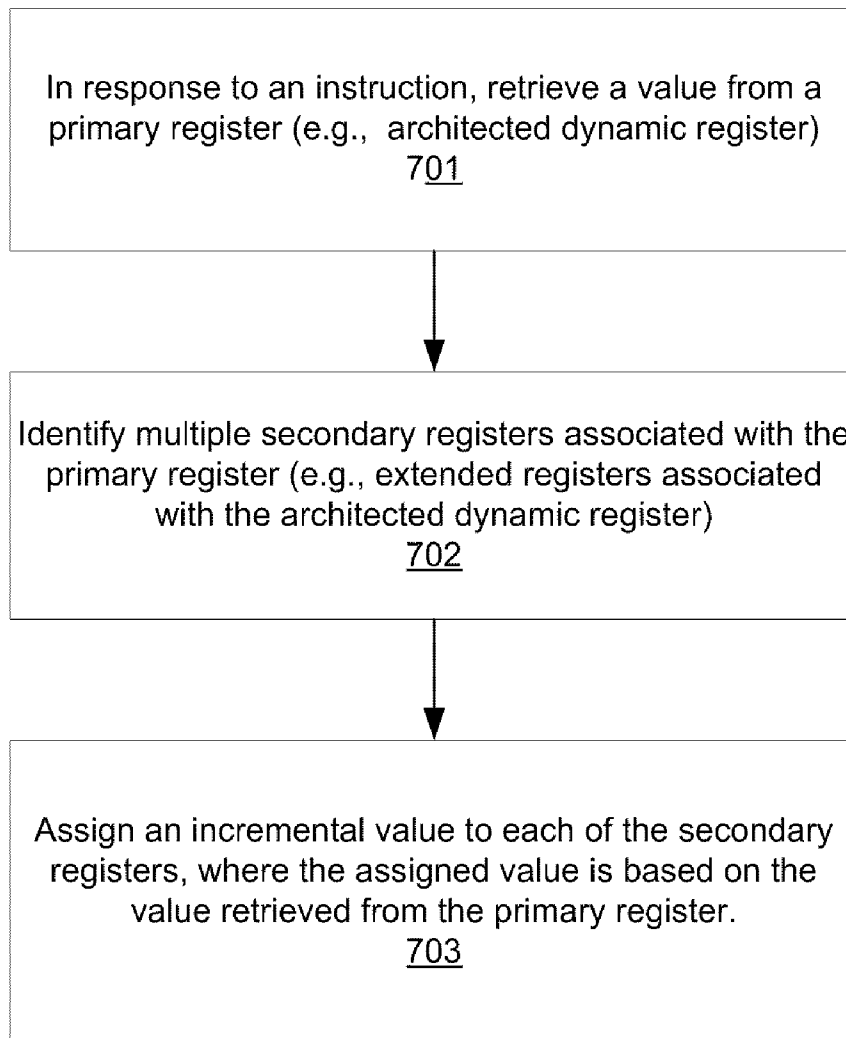 In response to an instruction, retrieve a value from a
primary register (e.g., architected dynamic register)
701
Identify multiple secondary registers associated with the
primary register (e.g., extended registers associated
with the architected dynamic register)
702
Assign an incremental value to each of the secondary
registers, where the assigned value is based on the
value retrieved from the primary register.
703